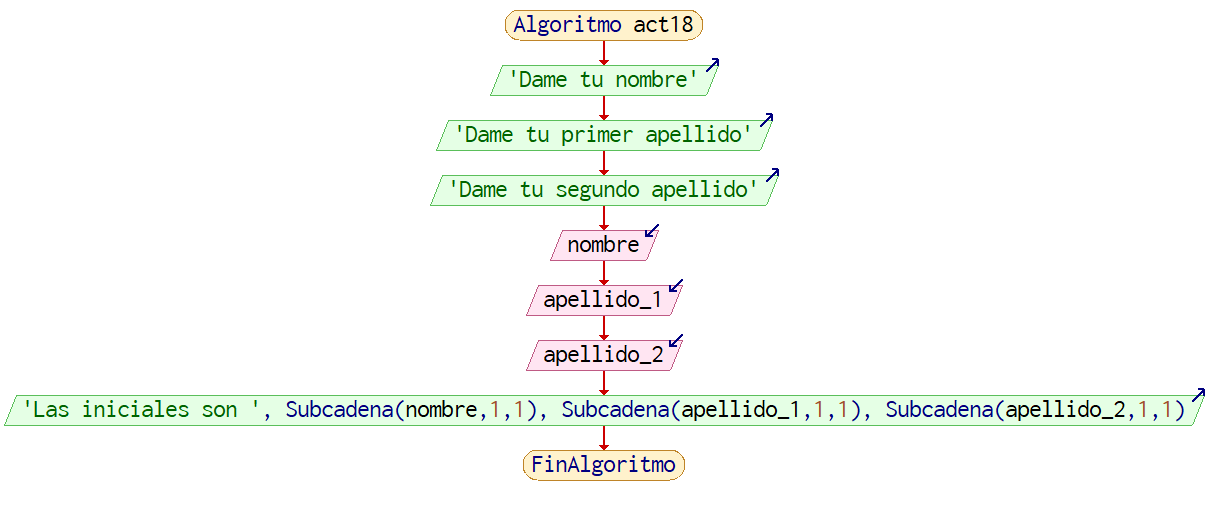 Algoritmo act18
'Dame tu nombre'
'Dame tu primer apellido'
'Dame tu segundo apellido'
nombre
apellido_1
apellido_2
'Las iniciales son ', Subcadena(nombre,1,1), Subcadena(apellido_1,1,1), Subcadena(apellido_2,1,1)
FinAlgoritmo